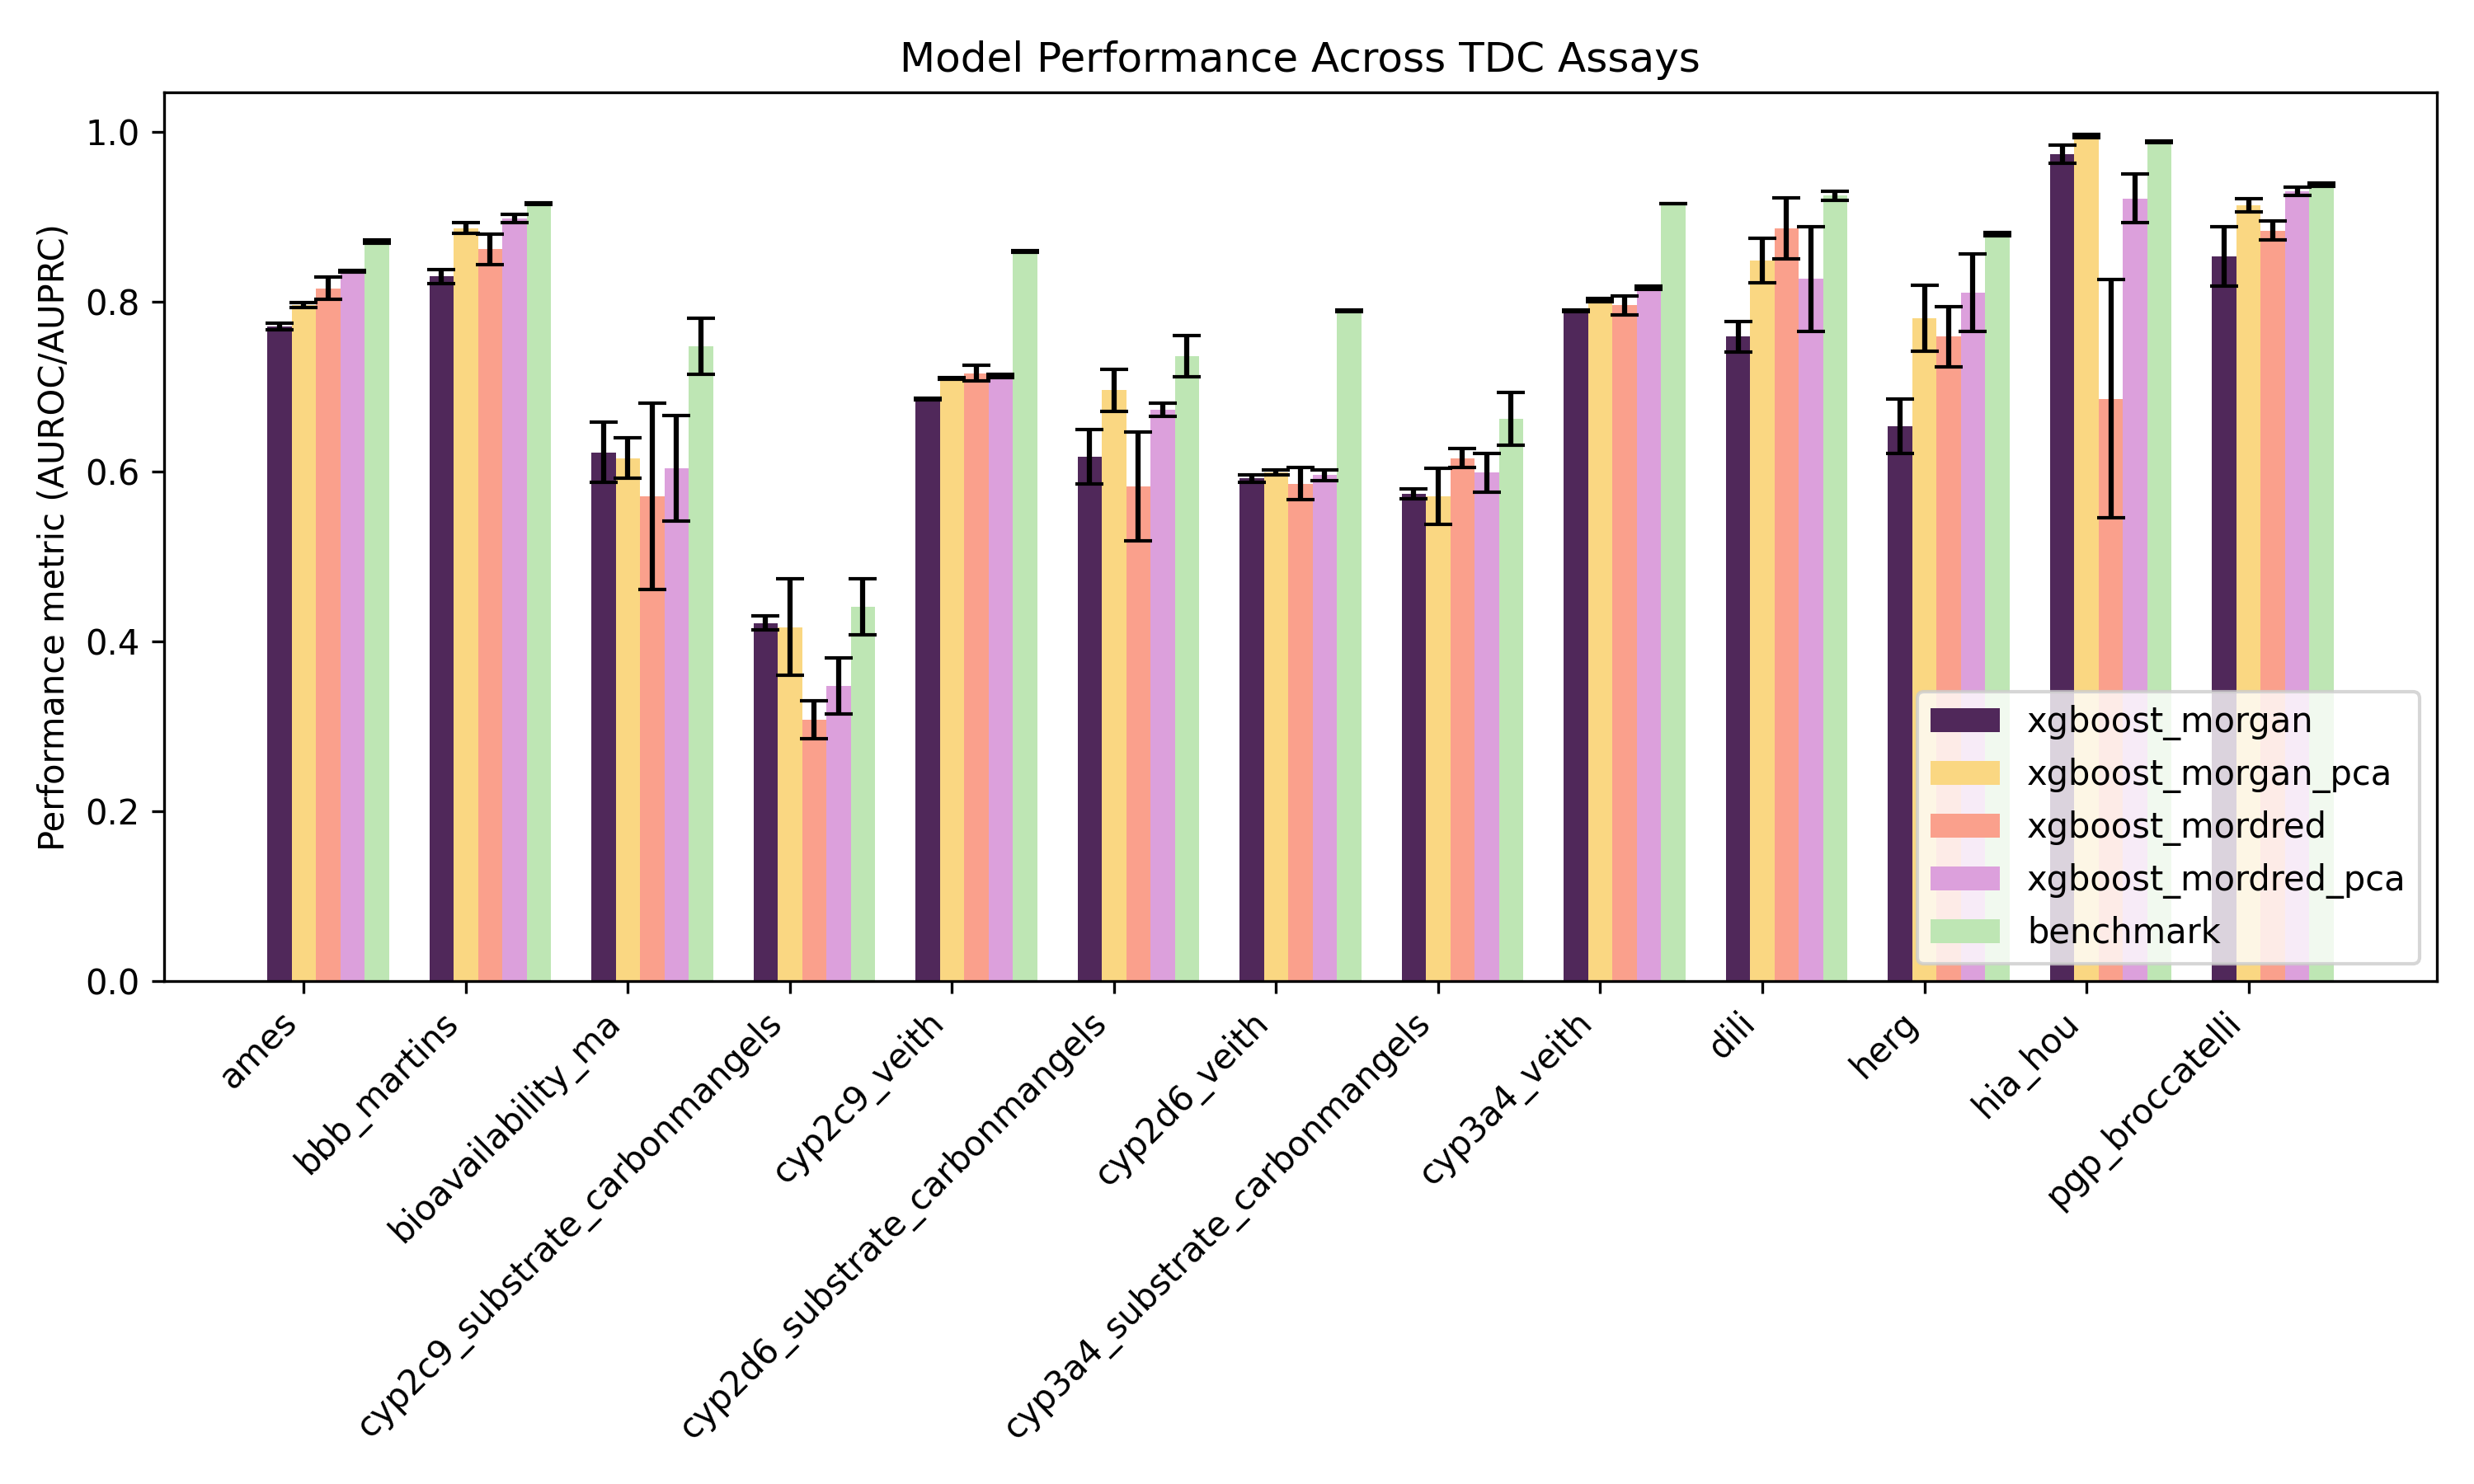 Model Performance Across TDC Assays
Performance metric (AUROC/AUPRC)
1.0
0.8
0.6
0.4
0.2
0.0
ames
bbb_martins
bioavailability_ma
cyp2c9_substrate_carbonmangels
cyp2c9_veith
cyp2d6_substrate_carbonmangels
cyp2d6_veith
cyp3a4_substrate_carbonmangels
cyp3a4_veith
dili
herg
hia_hou
pgp_broccatelli
xgboost_morgan
xgboost_morgan_pca
xgboost_mordred
xgboost_mordred_pca
benchmark